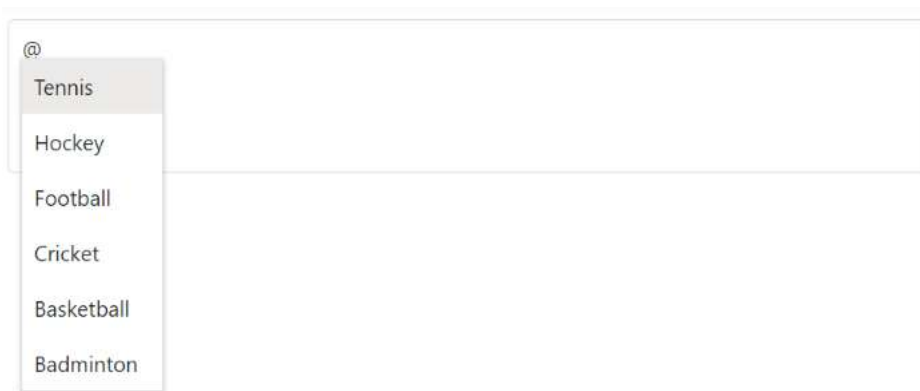 @
Tennis
Hockey
Football
Cricket
Basketball
Badminton